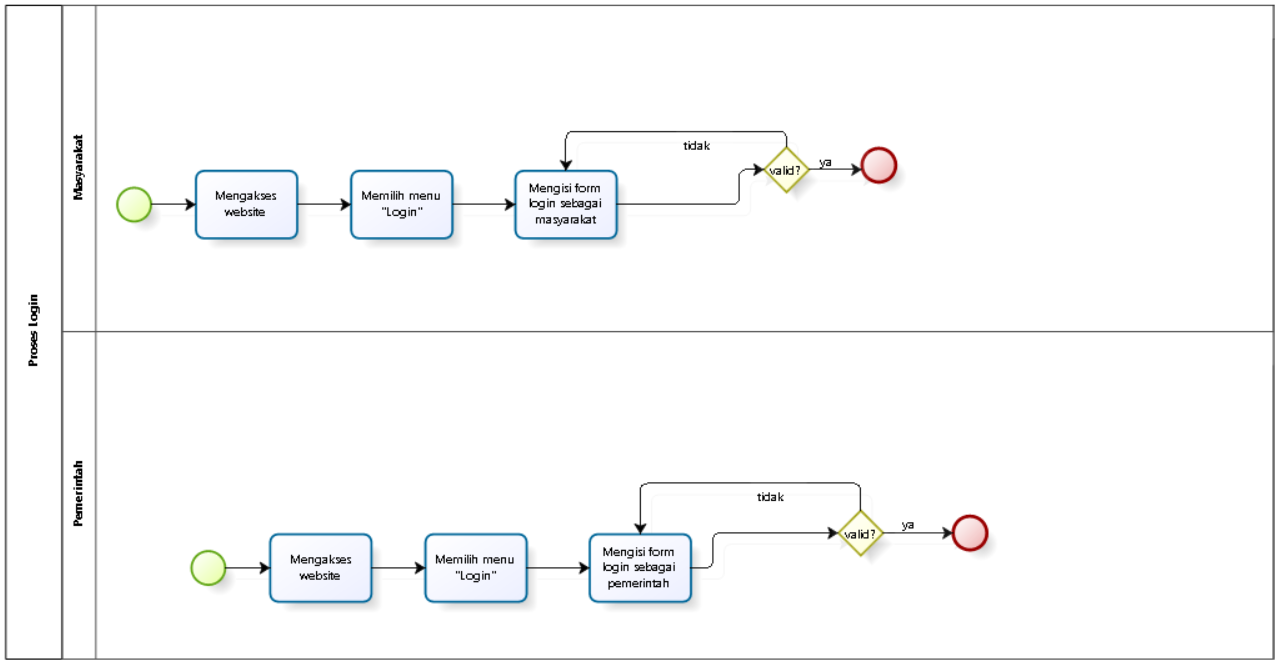 Proses Login
Masyarakat
Mengakses
website
Memilih menu
"Login"
Mengisi form
login sebagai
masyarakat
tidak
valid?
ya
Pemerintah
Mengakses
website
Memilih menu
"Login"
Mengisi form
login sebagai
pemerintah
tidak
valid?
ya